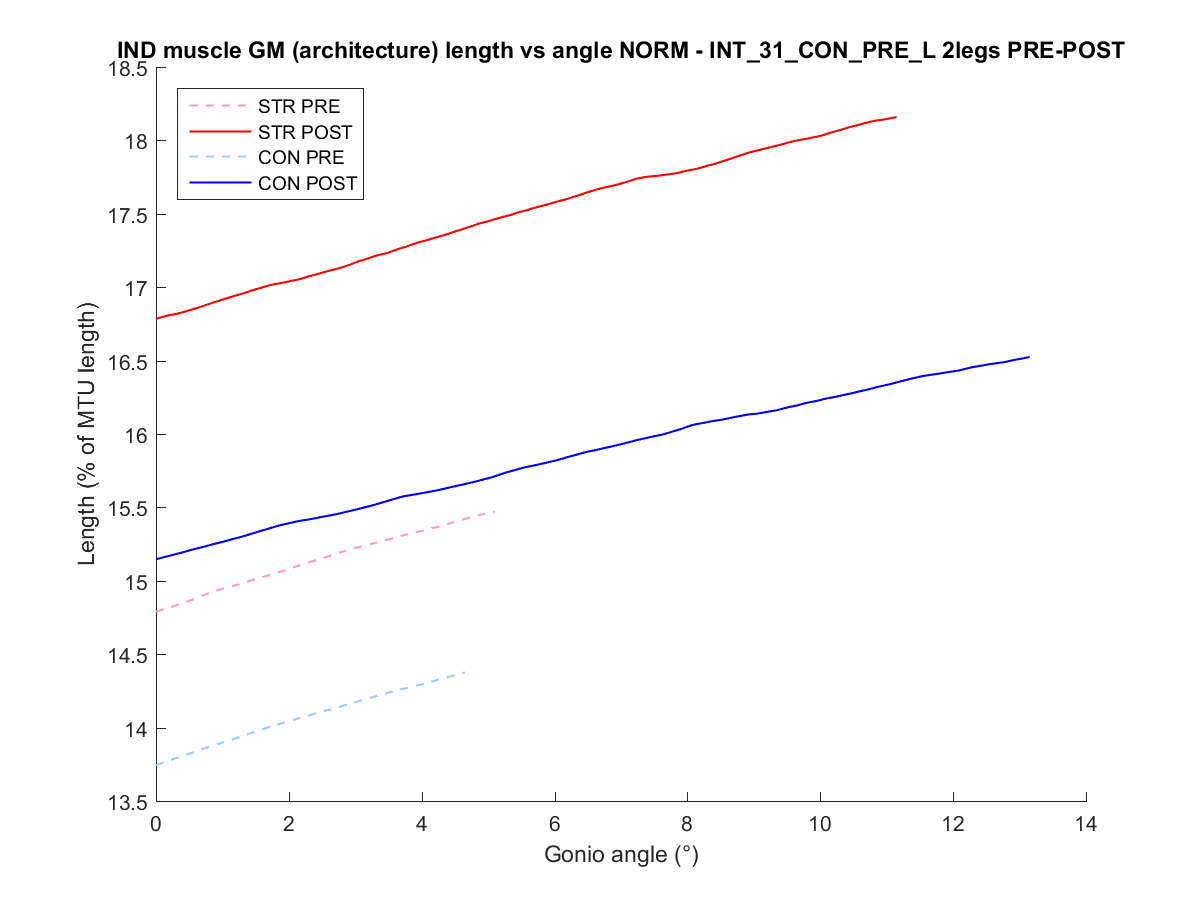 IND muscle GM (architecture) length vs angle NORM - INT_31_CON_PRE_L 2legs PRE-POST
STR PRE
STR POST
CON PRE
CON POST
Length (% of MTU length)
18.5
18
17.5
17
16.5
16
15.5
15
14.5
14
13.5
0 2 4 6 8 10 12 14
Gonio angle (°)